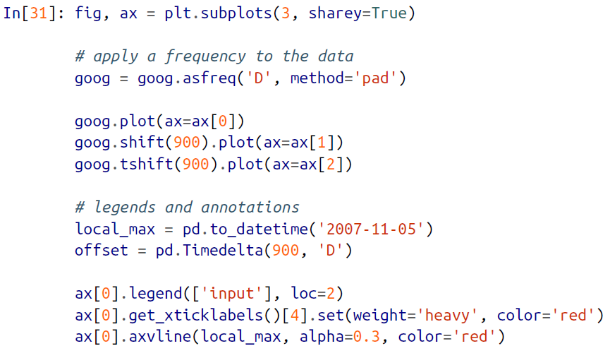 In[31]: fig, ax = plt.subplots(3, sharey=True)
# apply a frequency to the data
goog = goog.asfreq('D', method='pad')
goog.plot(ax=ax[0])
goog.shift(900).plot(ax=ax[1])
goog.tshift(900).plot(ax=ax[2])
# legends and annotations
local_max = pd.to_datetime('2007-11-05')
offset = pd.Timedelta(900, 'D')
ax[0].legend(['input'], loc=2)
ax[0].get_xticklabels()[4].set(weight='heavy', color='red')
ax[0].axvline(local_max, alpha=0.3, color='red')